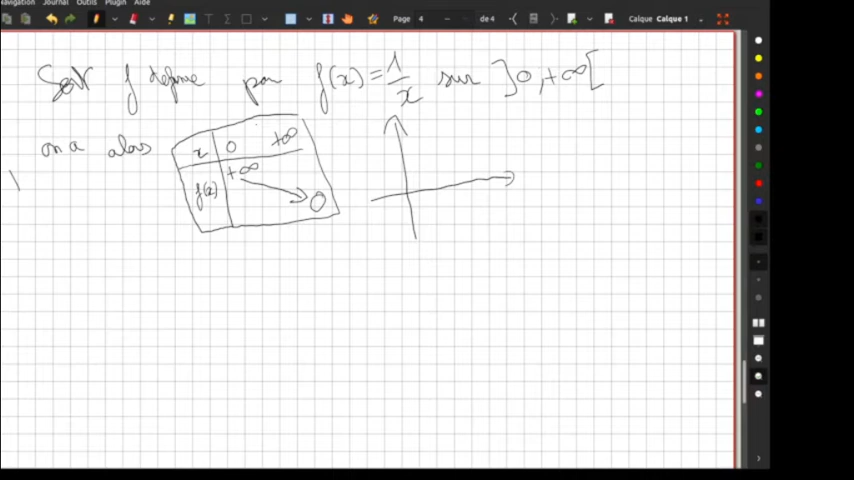 Navigation Journal Outils Plugin Aide
Page 4 de 4 Calque Calque 1
Soit f définie par f(x) = 1/x sur ]0,+∞[
on a alors
x 0 +∞
f(x) +∞ 0